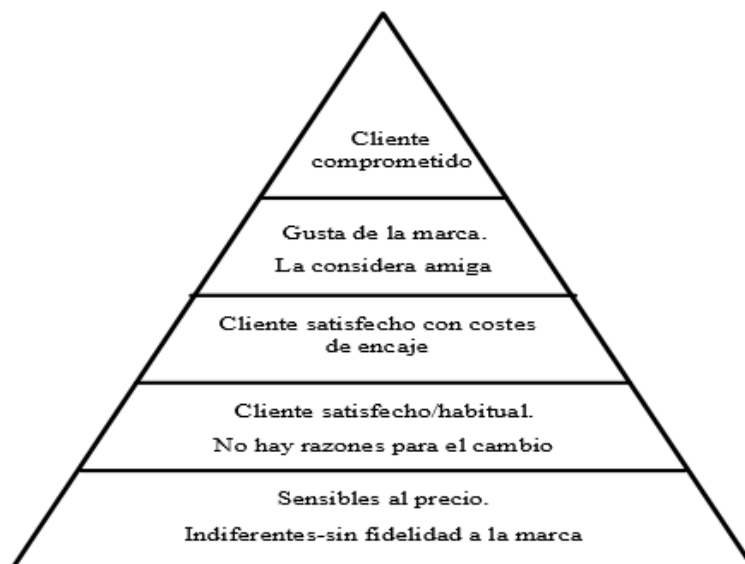 Cliente
comprometido
Gusta de la marca.
La considera amiga
Cliente satisfecho con costes
de encaje
Cliente satisfecho/habitual.
No hay razones para el cambio
Sensibles al precio.
Indiferentes-sin fidelidad a la marca